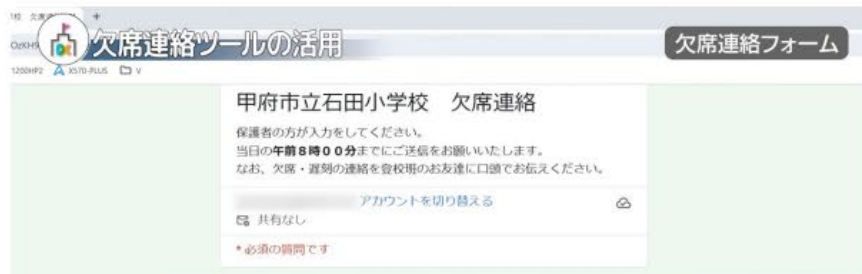 欠席連絡ツールの活用
欠席連絡フォーム
V
甲府市立石田小学校 欠席連絡
保護者の方が入力をしてください。
当日の午前8時00分までにご送信をお願いいたします。
なお、欠席・遅刻の連絡を登校班のお友達に口頭でお伝えください。
アカウントを切り替える
共有なし
*必須の質問です